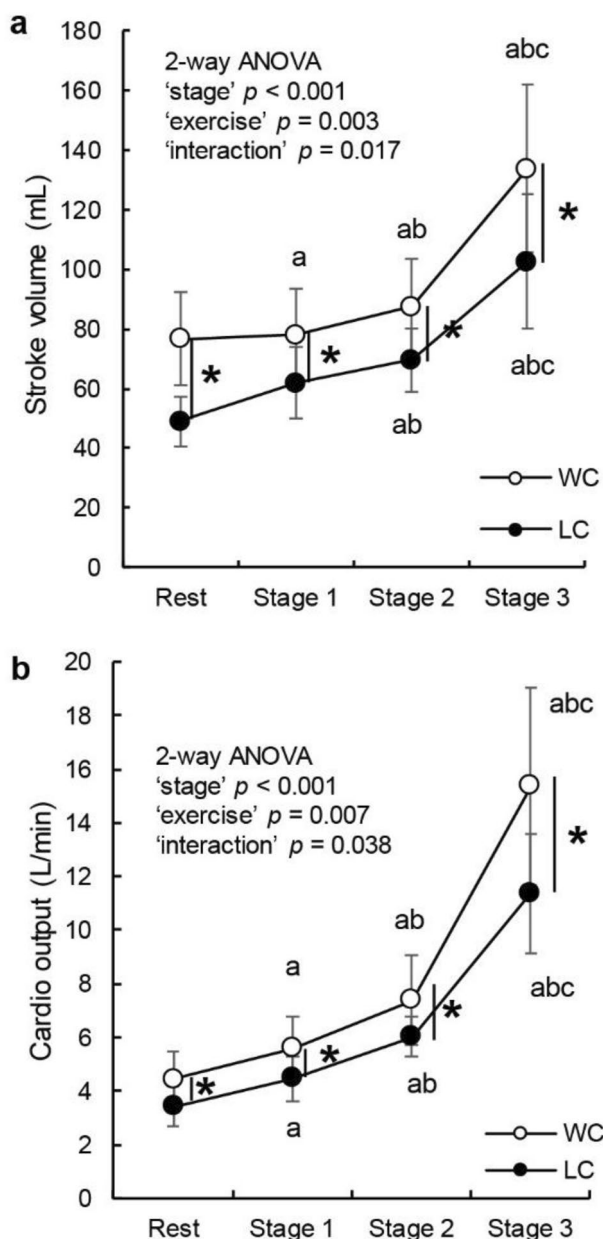 a
180
160
140
120
100
80
60
40
20
0
Stroke volume (mL)
2-way ANOVA
‘stage’ p < 0.001
‘exercise’ p = 0.003
‘interaction’ p = 0.017
abc
ab
a
*
*
*
*
abc
ab
WC
LC
Rest Stage 1 Stage 2 Stage 3
b
20
18
16
14
12
10
8
6
4
2
0
Cardio output (L/min)
2-way ANOVA
‘stage’ p < 0.001
‘exercise’ p = 0.007
‘interaction’ p = 0.038
abc
ab
a
*
*
*
*
abc
ab
a
WC
LC
Rest Stage 1 Stage 2 Stage 3